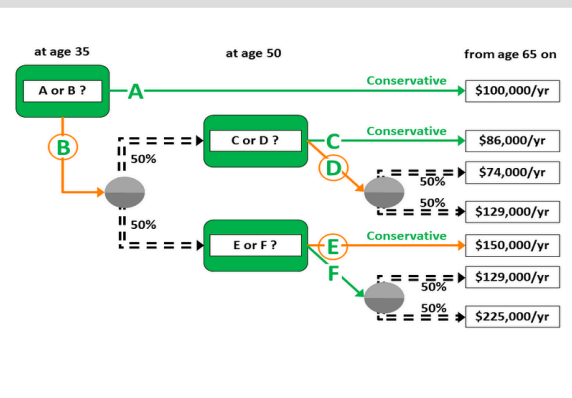 at age 35
at age 50
from age 65 on
A or B ?
A
Conservative
$100,000/yr
B
50%
C or D ?
C
Conservative
$86,000/yr
D
50%
$74,000/yr
50%
$129,000/yr
50%
E or F ?
E
Conservative
$150,000/yr
F
50%
$129,000/yr
50%
$225,000/yr